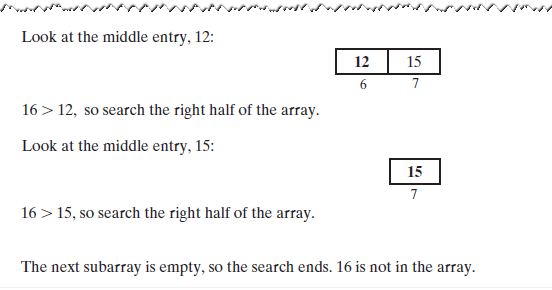 Look at the middle entry, 12:
12 15
6 7
16 > 12, so search the right half of the array.
Look at the middle entry, 15:
15
7
16 > 15, so search the right half of the array.
The next subarray is empty, so the search ends. 16 is not in the array.